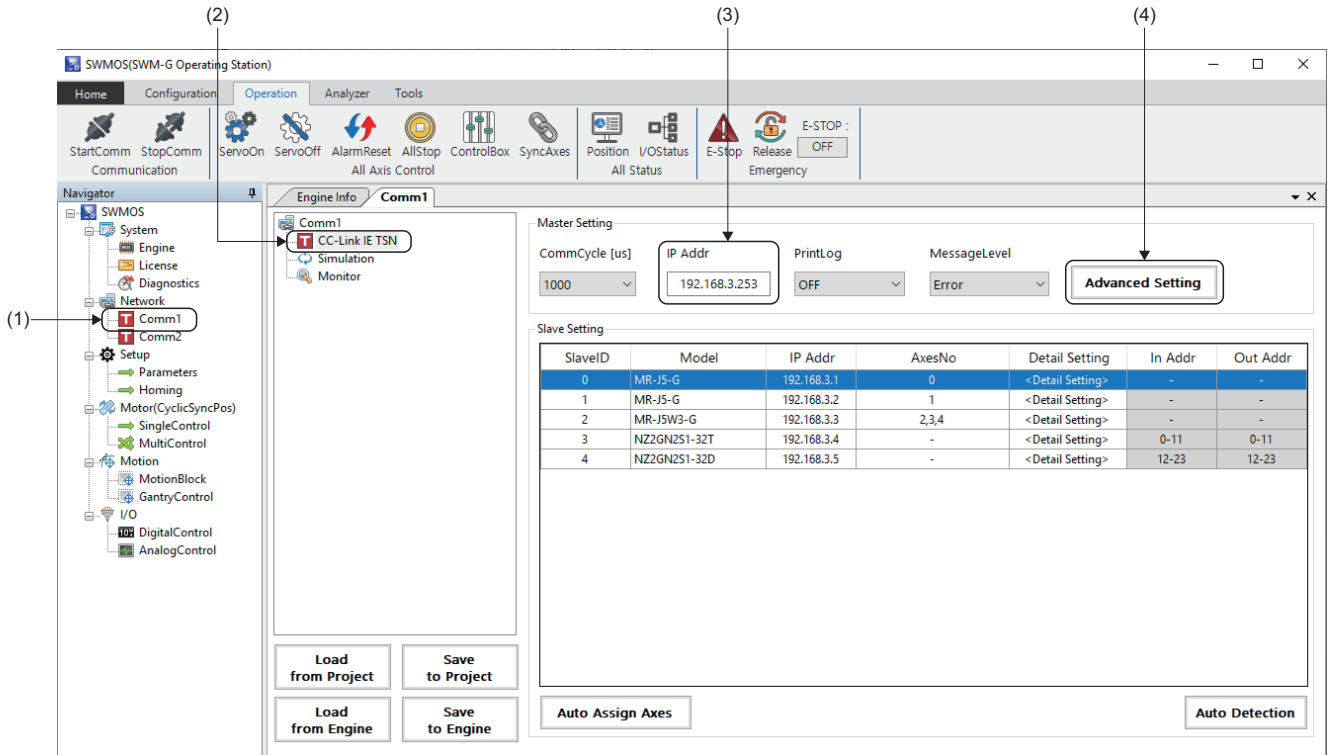 (2) (3) (4)
SWMOS(SWM-G Operating Station)
Home Configuration Operation Analyzer Tools
StartComm StopComm ServoOn ServoOff AlarmReset AllStop ControlBox SyncAxes Position I/OStatus E-Stop Release E-STOP : OFF
Communication All Axis Control All Status Emergency
Navigator
SWMOS
System
Engine
License
Diagnostics
Network
(1) Comm1
Comm2
Setup
Parameters
Homing
Motor(CyclicSyncPos)
SingleControl
MultiControl
Motion
MotionBlock
GantryControl
I/O
DigitalControl
AnalogControl
Engine Info Comm1
Comm1
CC-Link IE TSN
Simulation
Monitor
Load from Project
Save to Project
Load from Engine
Save to Engine
Master Setting
CommCycle [us] IP Addr PrintLog MessageLevel
1000 192.168.3.253 OFF Error Advanced Setting
Slave Setting
SlaveID Model IP Addr AxesNo Detail Setting In Addr Out Addr
0 MR-J5-G 192.168.3.1 0 <Detail Setting> - -
1 MR-J5-G 192.168.3.2 1 <Detail Setting> - -
2 MR-J5W3-G 192.168.3.3 2,3,4 <Detail Setting> - -
3 NZ2GN2S1-32T 192.168.3.4 - <Detail Setting> 0-11 0-11
4 NZ2GN2S1-32D 192.168.3.5 - <Detail Setting> 12-23 12-23
Auto Assign Axes Auto Detection